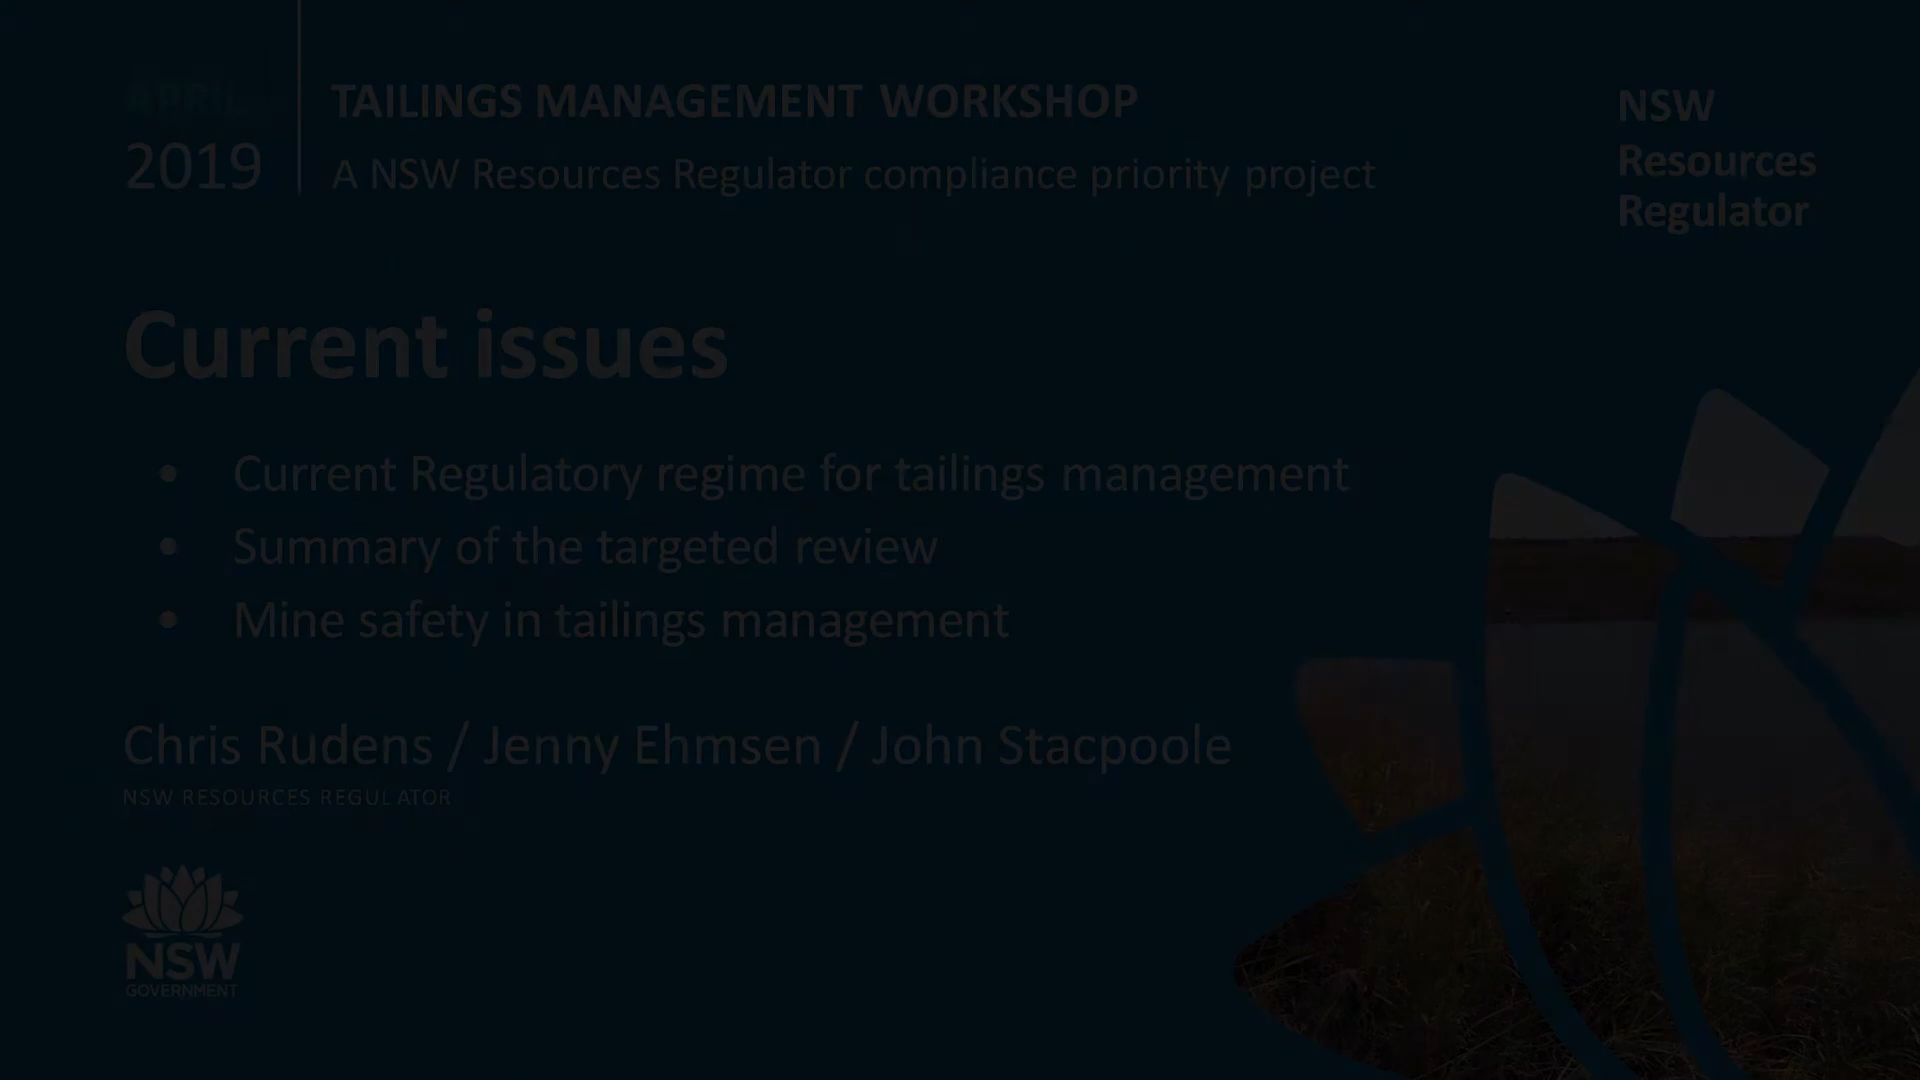 APRIL
2019
TAILINGS MANAGEMENT WORKSHOP
A NSW Resources Regulator compliance priority project
NSW
Resources
Regulator
Current issues
• Current Regulatory regime for tailings management
• Summary of the targeted review
• Mine safety in tailings management
Chris Rudens / Jenny Ehmsen / John Stacpoole
NSW RESOURCES REGULATOR
NSW
GOVERNMENT